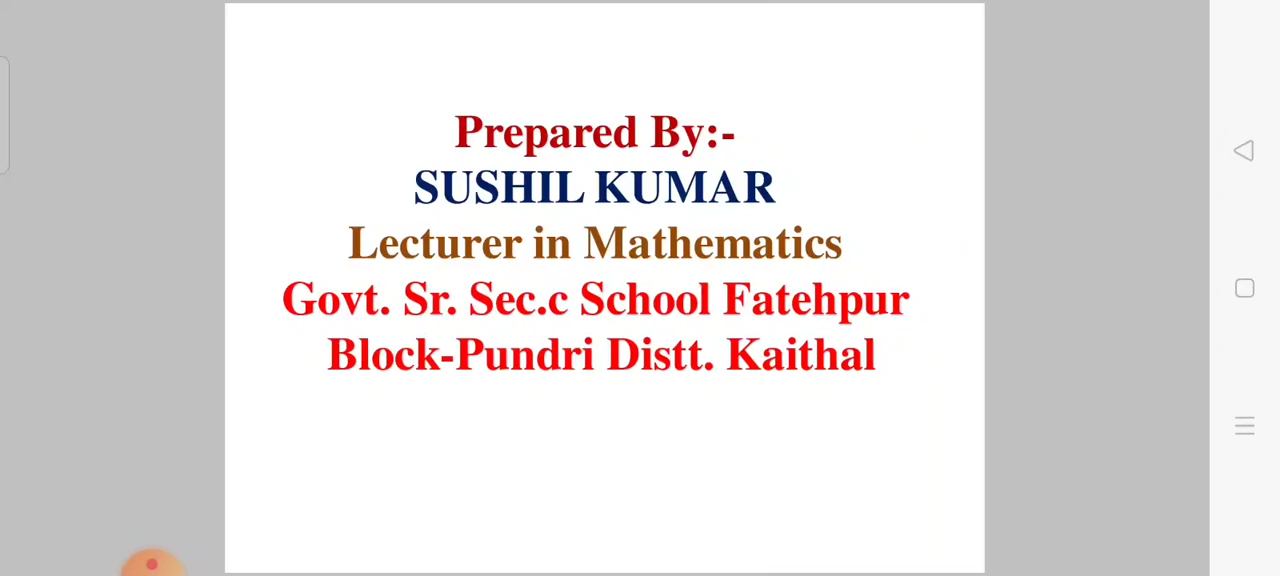 Prepared By:-
SUSHIL KUMAR
Lecturer in Mathematics
Govt. Sr. Sec.c School Fatehpur
Block-Pundri Distt. Kaithal